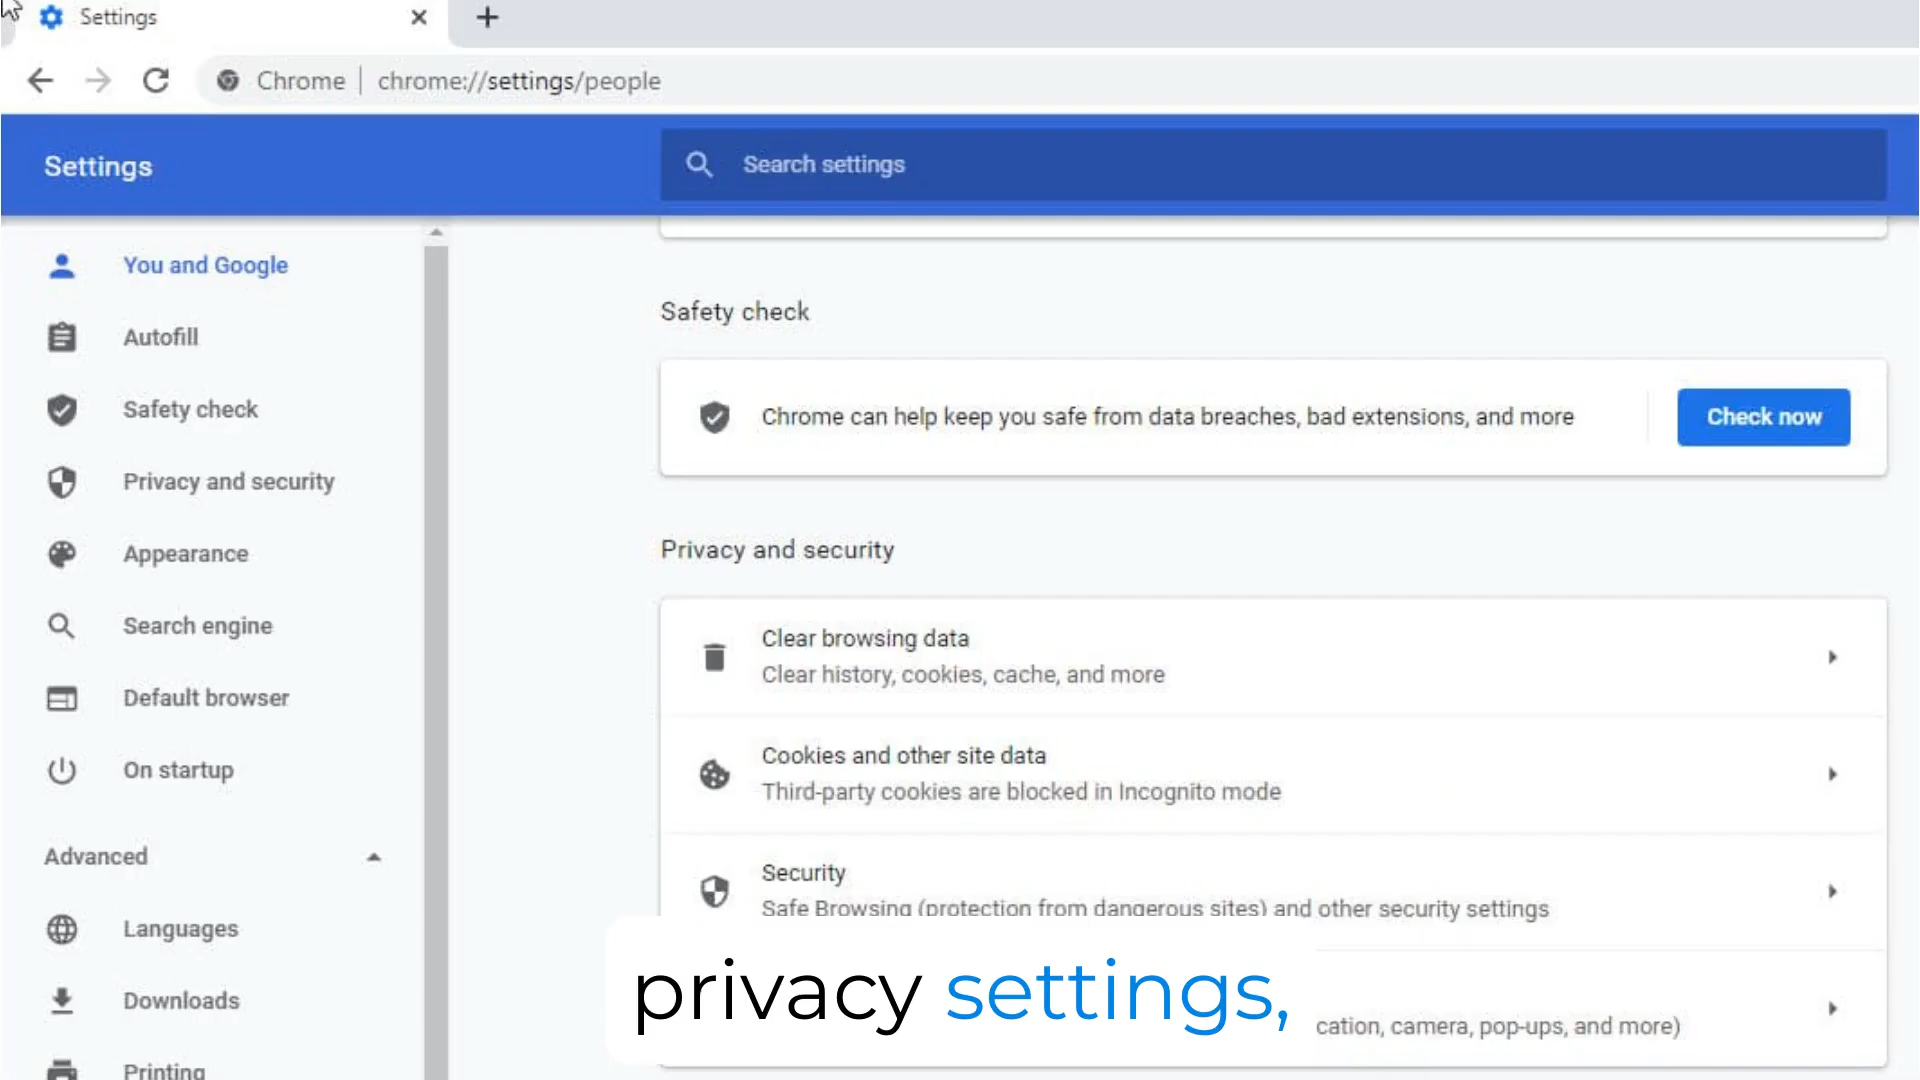 Settings
Chrome | chrome://settings/people
Settings
Search settings
You and Google
Autofill
Safety check
Privacy and security
Appearance
Search engine
Default browser
On startup
Advanced
Languages
Downloads
Printing
Safety check
Chrome can help keep you safe from data breaches, bad extensions, and more
Check now
Privacy and security
Clear browsing data
Clear history, cookies, cache, and more
Cookies and other site data
Third-party cookies are blocked in Incognito mode
Security
Safe Browsing (protection from dangerous sites) and other security settings
cation, camera, pop-ups, and more)
privacy settings,